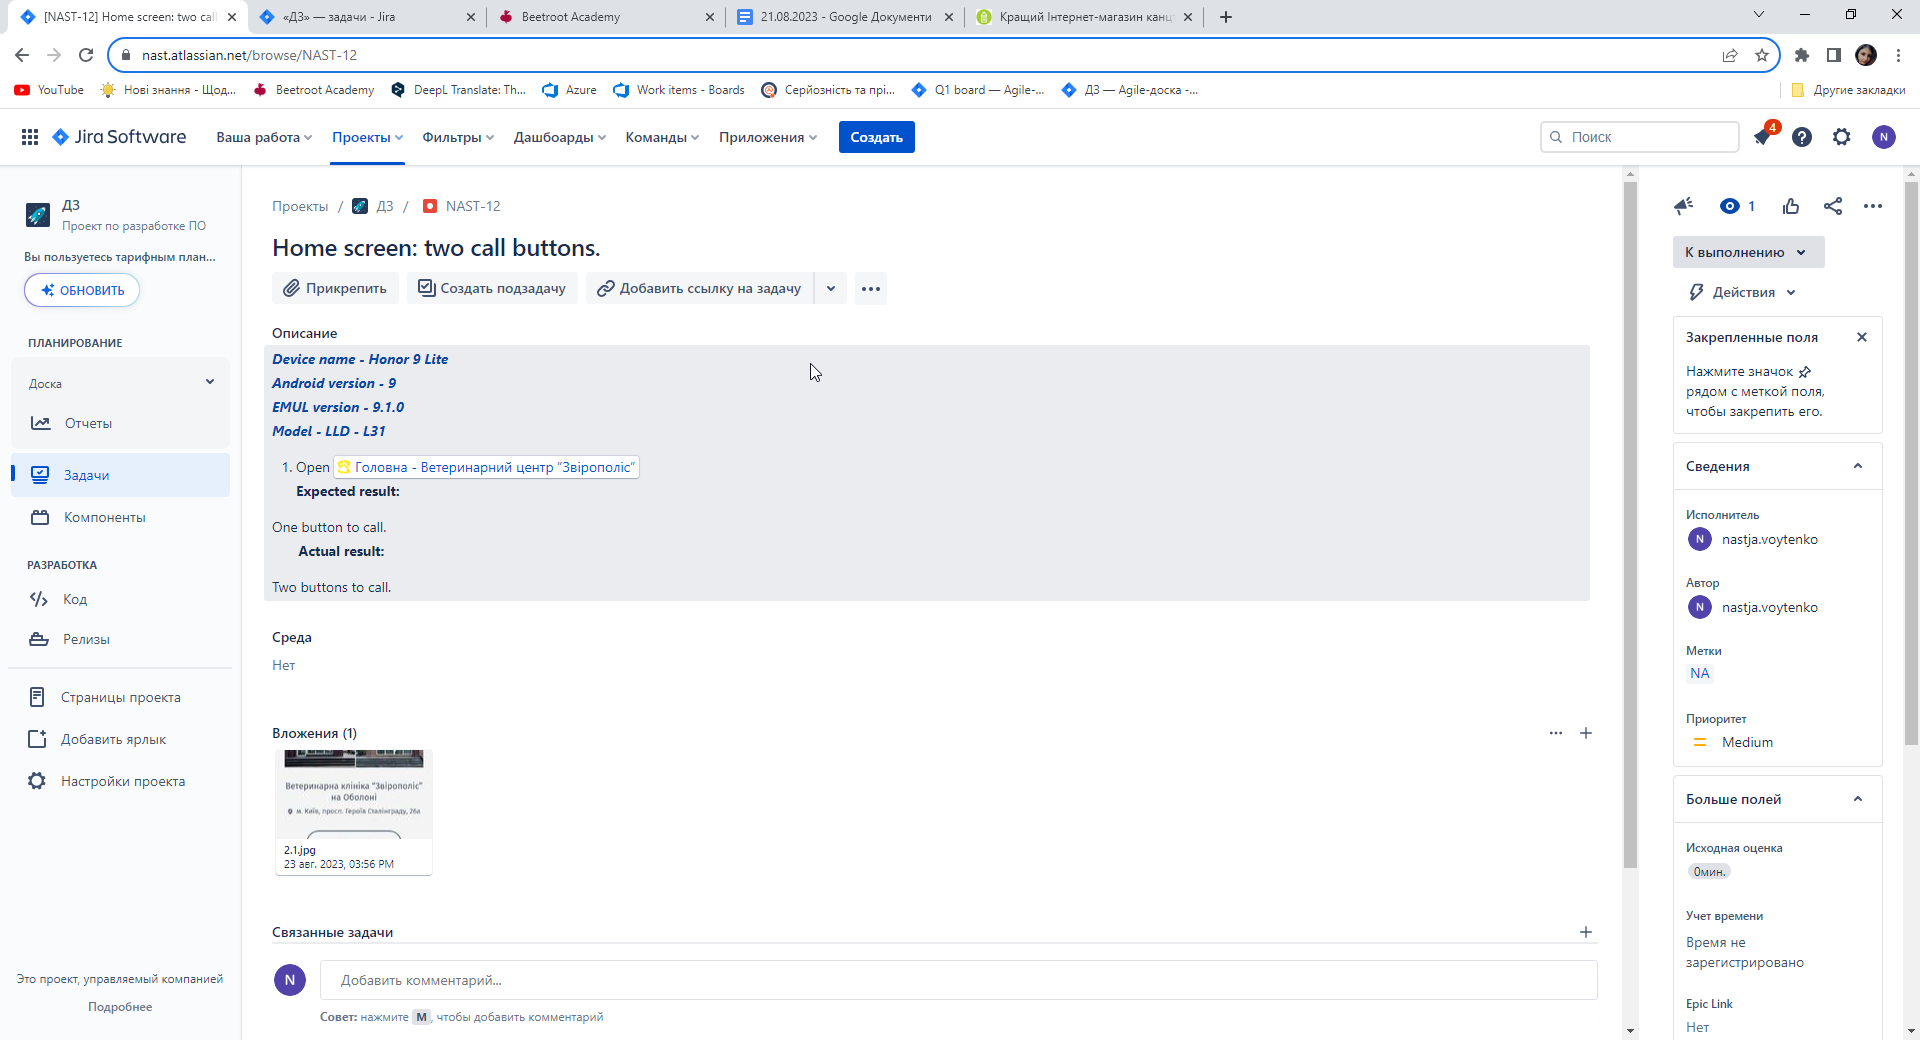 [NAST-12] Home screen: two call
«ДЗ» — задачи - Jira
Beetroot Academy
21.08.2023 - Google Документи
Кращий Інтернет-магазин канц
nast.atlassian.net/browse/NAST-12
YouTube
Нові знання - Щод...
Beetroot Academy
DeepL Translate: Th...
Azure
Work items - Boards
Серйозність та прі...
Q1 board — Agile-...
ДЗ — Agile-доска -...
Другие закладки
Jira Software
Ваша работа
Проекты
Фильтры
Дашбоарды
Команды
Приложения
Создать
Поиск
4
N
ДЗ
Проект по разработке ПО
Вы пользуетесь тарифным план...
ОБНОВИТЬ
ПЛАНИРОВАНИЕ
Доска
Отчеты
Задачи
Компоненты
РАЗРАБОТКА
Код
Релизы
Страницы проекта
Добавить ярлык
Настройки проекта
Это проект, управляемый компанией
Подробнее
Проекты / ДЗ / NAST-12
Home screen: two call buttons.
Прикрепить
Создать подзадачу
Добавить ссылку на задачу
Описание
Device name - Honor 9 Lite
Android version - 9
EMUL version - 9.1.0
Model - LLD - L31
1. Open Головна - Ветеринарний центр "Звірополіс"
Expected result:
One button to call.
Actual result:
Two buttons to call.
Среда
Нет
Вложения (1)
Ветеринарна клініка "Звірополіс"
на Оболоні
м. Київ, просп. Героїв Сталінграду, 26а
2.1.jpg
23 авг. 2023, 03:56 PM
Связанные задачи
N
Добавить комментарий...
Совет: нажмите M, чтобы добавить комментарий
1
К выполнению
Действия
Закрепленные поля
Нажмите значок
рядом с меткой поля,
чтобы закрепить его.
Сведения
Исполнитель
N
nastja.voytenko
Автор
N
nastja.voytenko
Метки
NA
Приоритет
Medium
Больше полей
Исходная оценка
0мин.
Учет времени
Время не
зарегистрировано
Epic Link
Нет